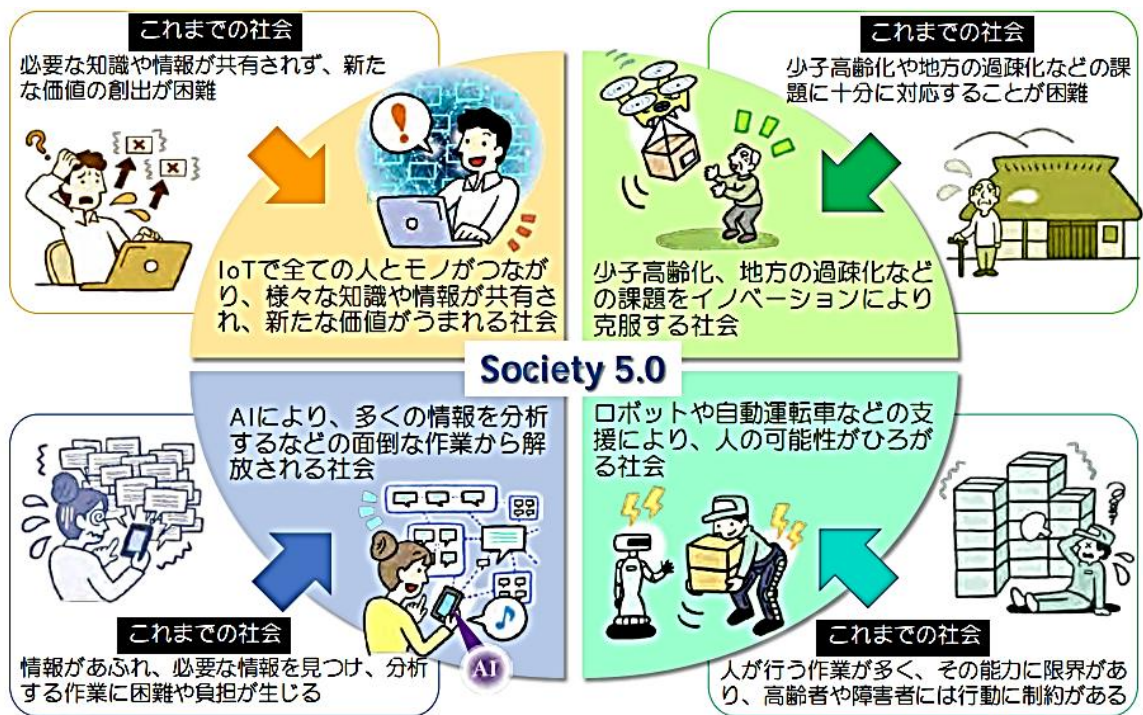 これまでの社会
必要な知識や情報が共有されず、新た
な価値の創出が困難
IoTで全ての人とモノがつなが
り、様々な知識や情報が共有さ
れ、新たな価値がうまれる社会
これまでの社会
少子高齢化や地方の過疎化などの課
題に十分に対応することが困難
少子高齢化、地方の過疎化など
の課題をイノベーションにより
克服する社会
Society 5.0
AIにより、多くの情報を分析
するなどの面倒な作業から解
放される社会
AI
これまでの社会
情報があふれ、必要な情報を見つけ、分析
する作業に困難や負担が生じる
ロボットや自動運転車などの支
援により、人の可能性がひろが
る社会
これまでの社会
人が行う作業が多く、その能力に限界があ
り、高齢者や障害者には行動に制約がある